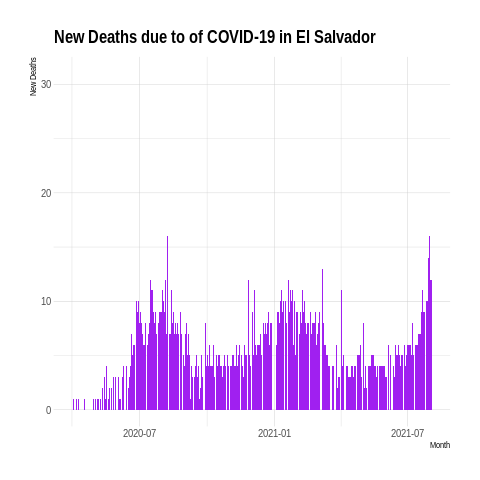 New Deaths due to of COVID-19 in El Salvador
New Deaths
30
20
10
0
2020-07
2021-01
2021-07
Month